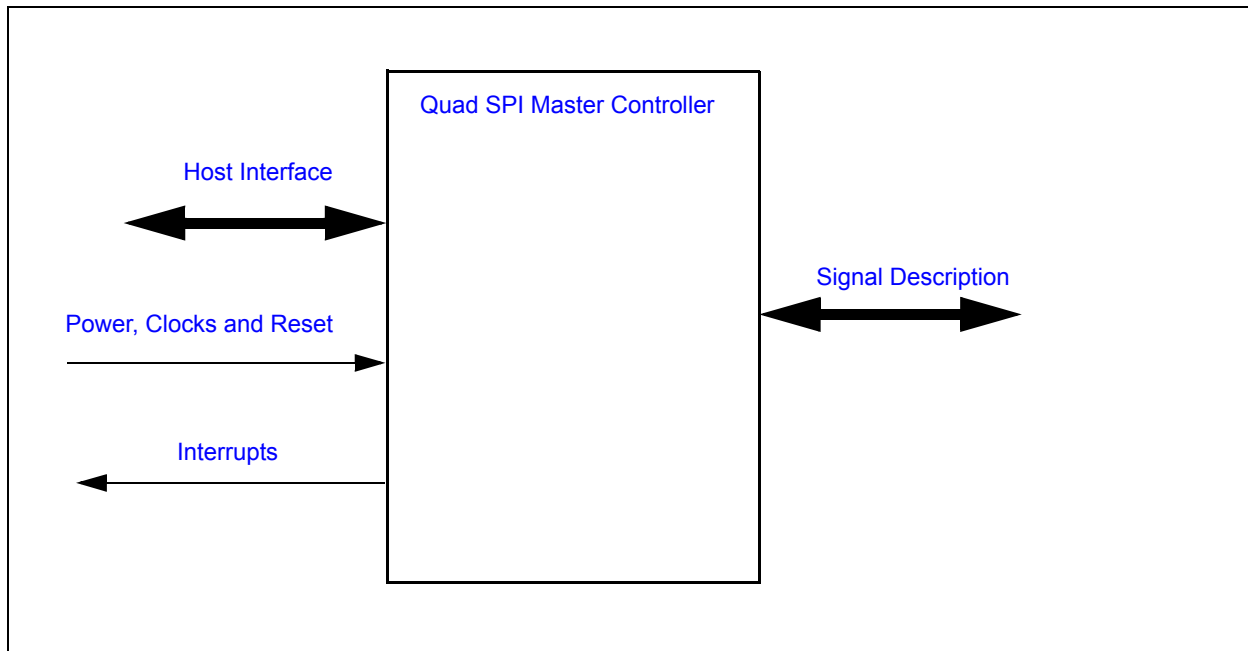 Quad SPI Master Controller
Host Interface
Signal Description
Power, Clocks and Reset
Interrupts